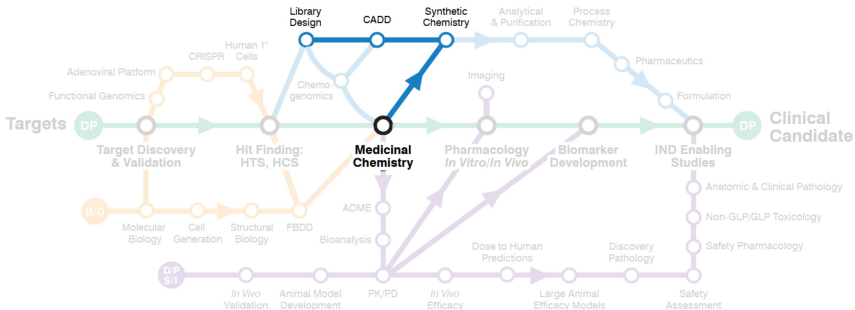 Library
Design
CADD
Synthetic
Chemistry
Analytical
& Purification
Process
Chemistry
Human 1°
Cells
CRISPR
Adenoviral Platform
Functional Genomics
Chemo-
genomics
Imaging
Pharmaceutics
Formulation
Targets
DP
Target Discovery
& Validation
Hit Finding:
HTS, HCS
Medicinal
Chemistry
Pharmacology
In Vitro/In Vivo
Biomarker
Development
IND Enabling
Studies
DP
Clinical
Candidate
B/D
Molecular
Biology
Cell
Generation
Structural
Biology
FBDD
ADME
Bioanalysis
Anatomic & Clinical Pathology
Non-GLP/GLP Toxicology
Safety Pharmacology
D/P
S/I
In Vivo
Validation
Animal Model
Development
PK/PD
In Vivo
Efficacy
Dose to Human
Predictions
Large Animal
Efficacy Models
Discovery
Pathology
Safety
Assessment